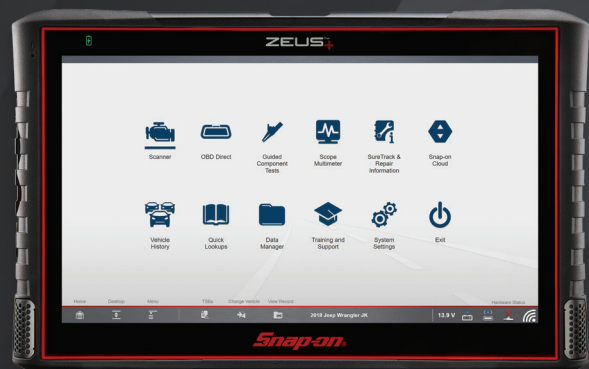 ZEUS+
Scanner
OBD Direct
Guided
Component
Tests
Scope
Multimeter
SureTrack &
Repair
Information
Snap-on
Cloud
Vehicle
History
Quick
Lookups
Data
Manager
Training and
Support
System
Settings
Exit
Home Desktop Menu TSBs Change Vehicle View Record Hardware Status
2018 Jeep Wrangler JK 13.9 V
Snap-on